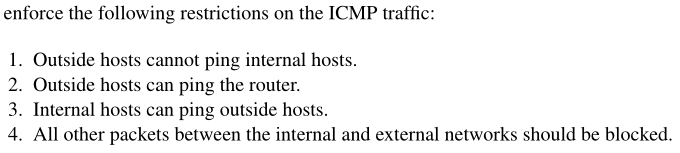 enforce the following restrictions on the ICMP traffic:
1. Outside hosts cannot ping internal hosts.
2. Outside hosts can ping the router.
3. Internal hosts can ping outside hosts.
4. All other packets between the internal and external networks should be blocked.